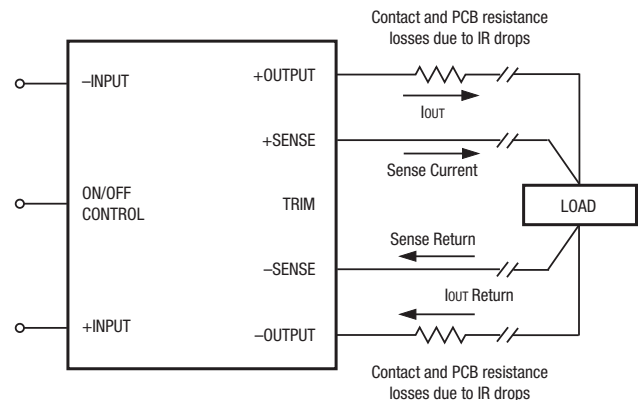 Contact and PCB resistance
losses due to IR drops
–INPUT
+OUTPUT
IOUT
+SENSE
Sense Current
ON/OFF
CONTROL
TRIM
LOAD
Sense Return
–SENSE
IOUT Return
+INPUT
–OUTPUT
Contact and PCB resistance
losses due to IR drops